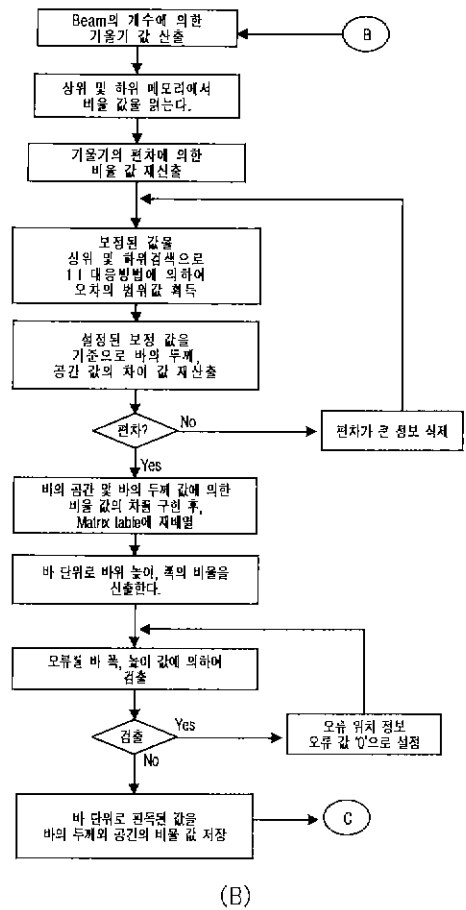 Beam의 개수에 의한
기울기 값 산출
B
상위 및 하위 메모리에서
비율 값을 읽는다.
기울기의 편차에 의한
비율 값 재산출
보정된 값을
상위 및 하위검색으로
1 1 대응방법에 의하여
오차의 범위값 획득
설정된 보정 값을
기준으로 바의 두께,
공간 값의 차이 값 재산출
편차?
No
편차가 큰 정보 삭제
Yes
바의 공간 및 바의 두께 값에 의한
비율 값의 차를 구한 후,
Matrix table에 재배열
바 단위로 바위 높이, 폭의 비율을
산출한다.
오류를 바 폭, 높이 값에 의하여
검출
검출
Yes
오류 위치 정보
오류 값 '0'으로 설정
No
바 단위로 판독된 값을
바의 두께와 공간의 비율 값 저장
C
(B)